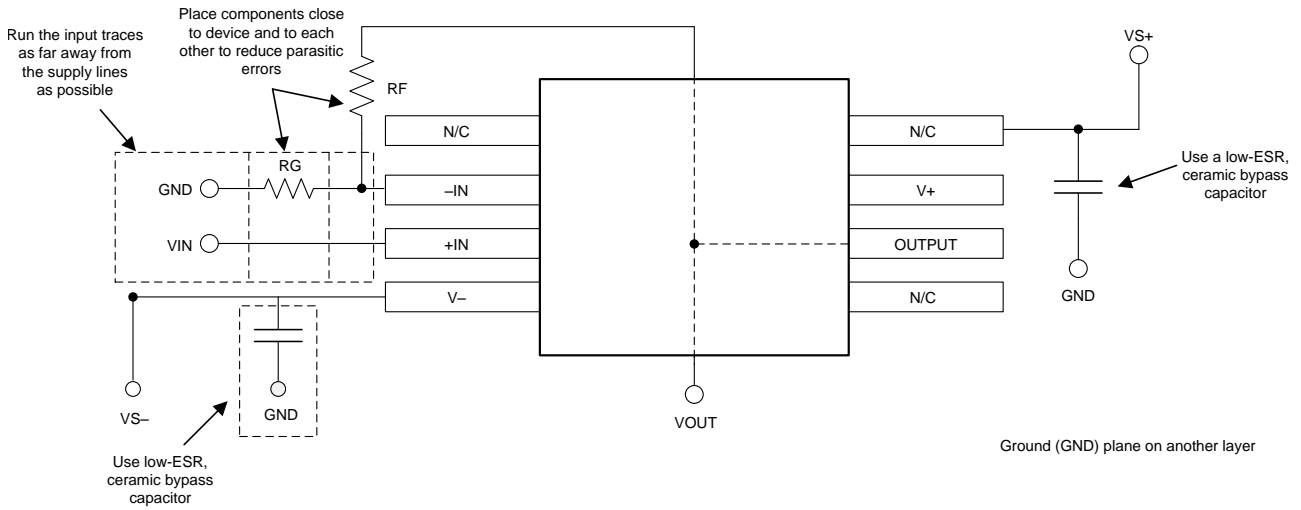 Run the input traces
as far away from
the supply lines
as possible
Place components close
to device and to each
other to reduce parasitic
errors
RF
VS+
N/C
N/C
Use a low-ESR,
ceramic bypass
capacitor
RG
GND
–IN
V+
VIN
+IN
OUTPUT
V–
N/C
GND
VS–
GND
VOUT
Use low-ESR,
ceramic bypass
capacitor
Ground (GND) plane on another layer